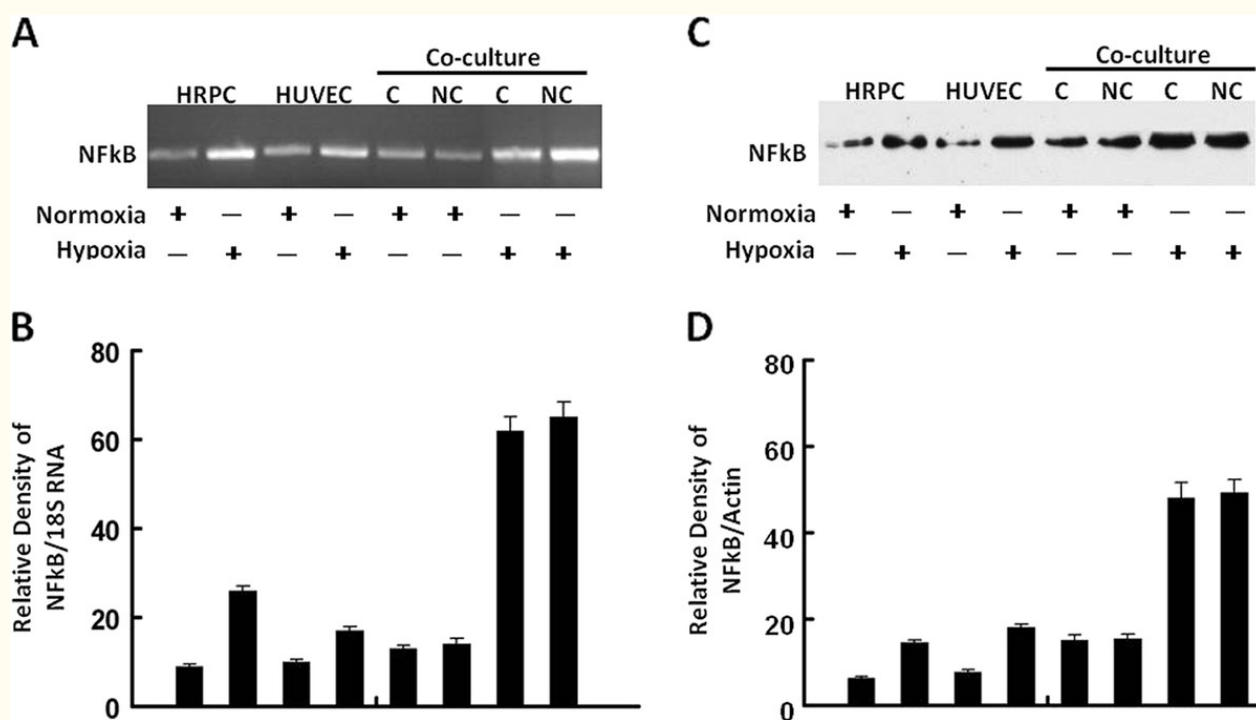 A
Co-culture
HRPC HUVEC C NC C NC
NFkB
Normoxia + — + — + + — —
Hypoxia — + — + — — + +
B
80
60
40
20
0
Relative Density of
NFkB/18S RNA
C
Co-culture
HRPC HUVEC C NC C NC
NFkB
Normoxia + — + — + + — —
Hypoxia — + — + — — + +
D
80
60
40
20
0
Relative Density of
NFkB/Actin